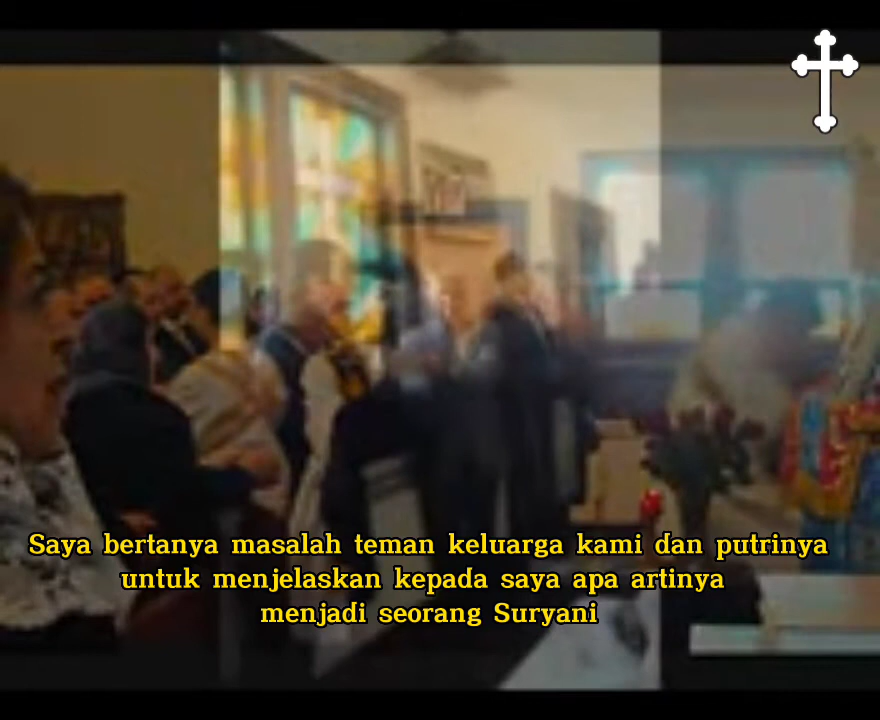 Saya bertanya masalah teman keluarga kami dan putrinya
untuk menjelaskan kepada saya apa artinya
menjadi seorang Suryani